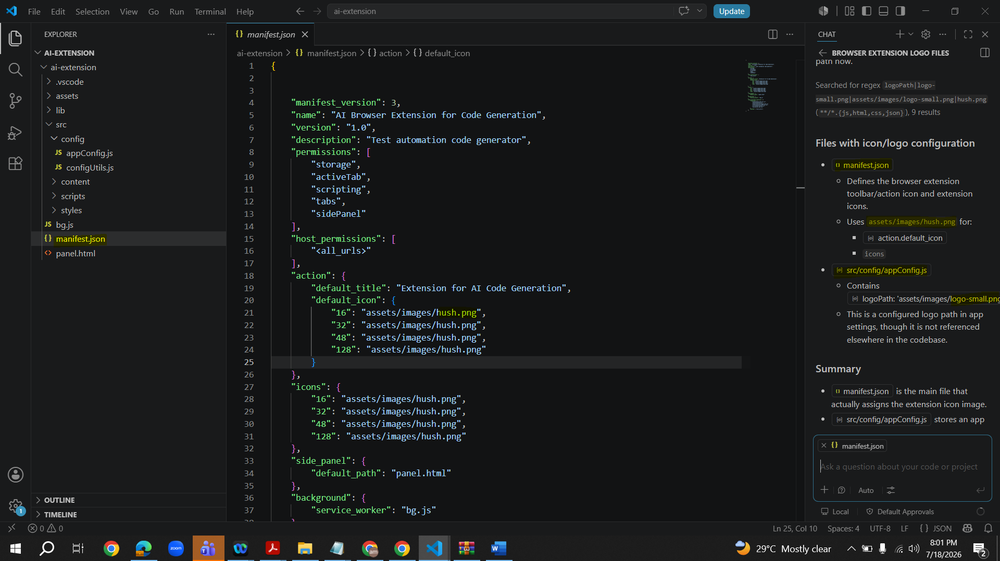 File Edit Selection View Go Run Terminal Help
ai-extension
Update
EXPLORER
AI-EXTENSION
ai-extension
.vscode
assets
lib
src
config
JS appConfig.js
JS configUtils.js
content
scripts
styles
JS bg.js
{} manifest.json
<> panel.html
OUTLINE
TIMELINE
1
{} manifest.json
ai-extension > {} manifest.json > {} action > {} default_icon
1 {
2
3
4 "manifest_version": 3,
5 "name": "AI Browser Extension for Code Generation",
6 "version": "1.0",
7 "description": "Test automation code generator",
8 "permissions": [
9 "storage",
10 "activeTab",
11 "scripting",
12 "tabs",
13 "sidePanel"
14 ],
15 "host_permissions": [
16 "<all_urls>"
17 ],
18 "action": {
19 "default_title": "Extension for AI Code Generation",
20 "default_icon": {
21 "16": "assets/images/hush.png",
22 "32": "assets/images/hush.png",
23 "48": "assets/images/hush.png",
24 "128": "assets/images/hush.png"
25 }
26 },
27 "icons": {
28 "16": "assets/images/hush.png",
29 "32": "assets/images/hush.png",
30 "48": "assets/images/hush.png",
31 "128": "assets/images/hush.png"
32 },
33 "side_panel": {
34 "default_path": "panel.html"
35 },
36 "background": {
37 "service_worker": "bg.js"
CHAT
BROWSER EXTENSION LOGO FILES
path now.
Searched for regex logoPath|logo-
small.png|assets/images/logo-small.png|hush.png
(**/*.{js,html,css,json}), 9 results
Files with icon/logo configuration
• {} manifest.json
Defines the browser extension
toolbar/action icon and extension
icons.
Uses assets/images/hush.png for:
action.default_icon
icons
• src/config/appConfig.js
Contains
logoPath: 'assets/images/logo-small.png
This is a configured logo path in app
settings, though it is not referenced
elsewhere in the codebase.
Summary
• {} manifest.json is the main file that
actually assigns the extension icon image.
• src/config/appConfig.js stores an app
{} manifest.json
Ask a question about your code or project
Auto
Local
Default Approvals
0 0
Ln 25, Col 10 Spaces: 4 UTF-8 LF {} JSON
zoom
T
am
W
29°C Mostly clear
8:01 PM
7/18/2026
2